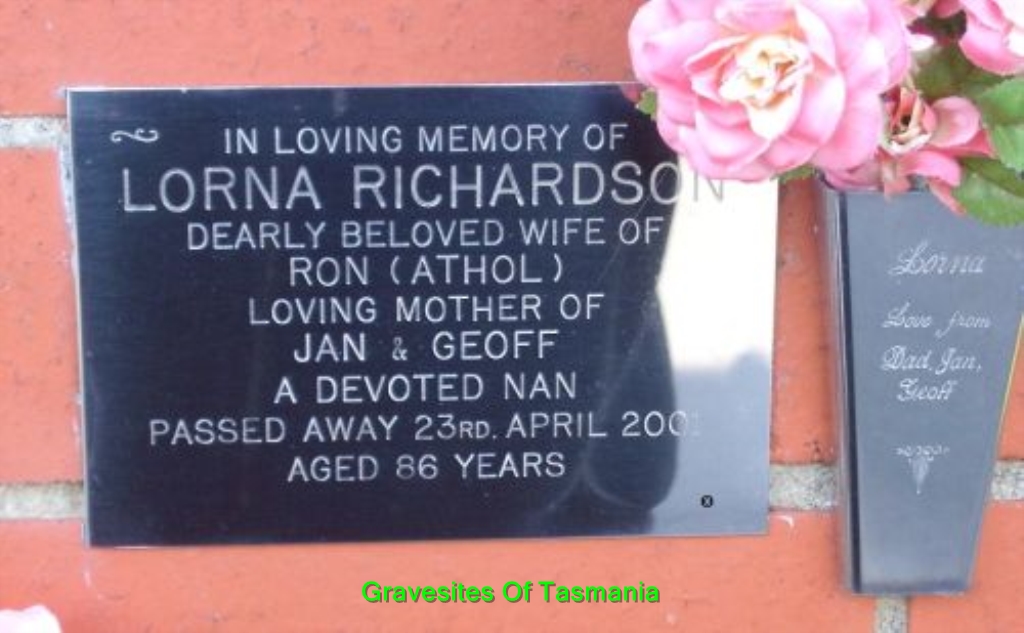 IN LOVING MEMORY OF
LORNA RICHARDSON
DEARLY BELOVED WIFE OF
RON (ATHOL)
LOVING MOTHER OF
JAN & GEOFF
A DEVOTED NAN
PASSED AWAY 23RD. APRIL 2001
AGED 86 YEARS
Lorna
Love from
Dad, Jan,
Geoff
Gravesites Of Tasmania